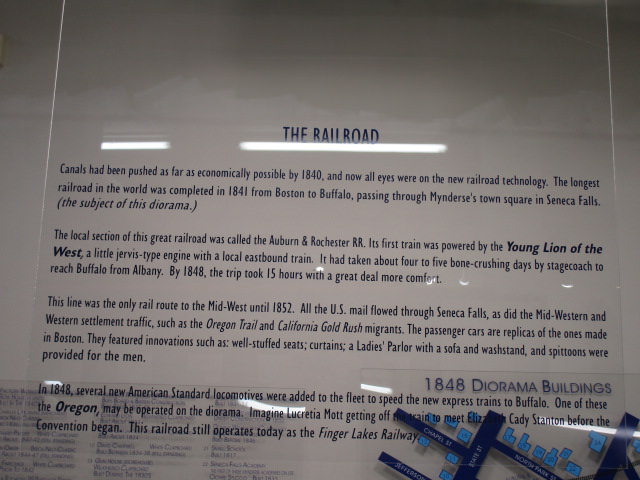 THE RAILROAD
Canals had been pushed as far as economically possible by 1840, and now all eyes were on the new railroad technology. The longest
railroad in the world was completed in 1841 from Boston to Buffalo, passing through Mynderse's town square in Seneca Falls.
(the subject of this diorama.)
The local section of this great railroad was called the Auburn & Rochester RR. Its first train was powered by the Young Lion of the
West, a little jervis-type engine with a local eastbound train. It had taken about four to five bone-crushing days by stagecoach to
reach Buffalo from Albany. By 1848, the trip took 15 hours with a great deal more comfort.
This line was the only rail route to the Mid-West until 1852. All the U.S. mail flowed through Seneca Falls, as did the Mid-Western and
Western settlement traffic, such as the Oregon Trail and California Gold Rush migrants. The passenger cars are replicas of the ones made
in Boston. They featured innovations such as: well-stuffed seats; curtains; a Ladies' Parlor with a sofa and washstand, and spittoons were
provided for the men.
1848 DIORAMA BUILDINGS
In 1848, several new American Standard locomotives were added to the fleet to speed the new express trains to Buffalo. One of these
the Oregon, may be operated on the diorama. Imagine Lucretia Mott getting off the train to meet Elizabeth Cady Stanton before the
Convention began. This railroad still operates today as the Finger Lakes Railway.
CHAPEL ST
STATE ST
NORTH PARK ST
JEFFERSON
SENECA FALLS ACADEMY